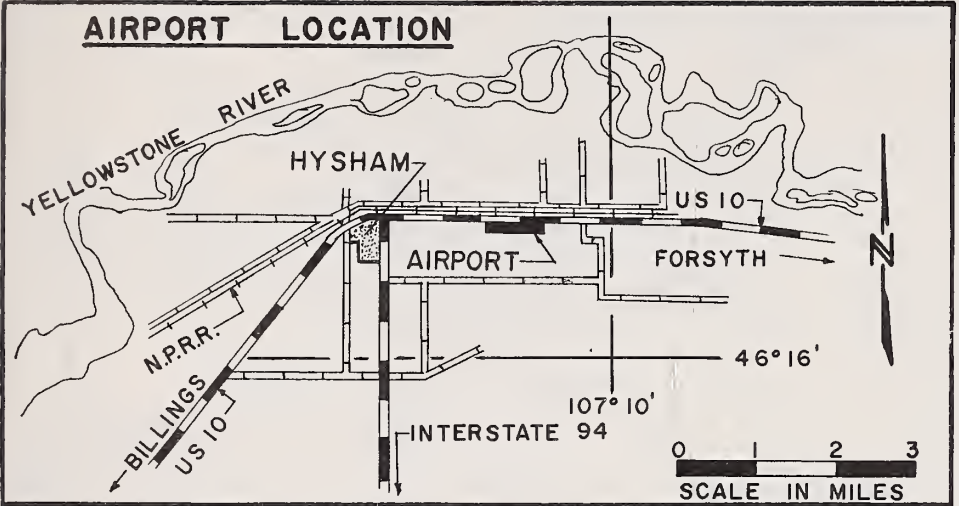 AIRPORT LOCATION
YELLOWSTONE RIVER
HYSHAM
US 10
AIRPORT
FORSYTH
N
N.P.R.R.
46° 16'
107° 10'
BILLINGS
US 10
INTERSTATE 94
0 1 2 3
SCALE IN MILES